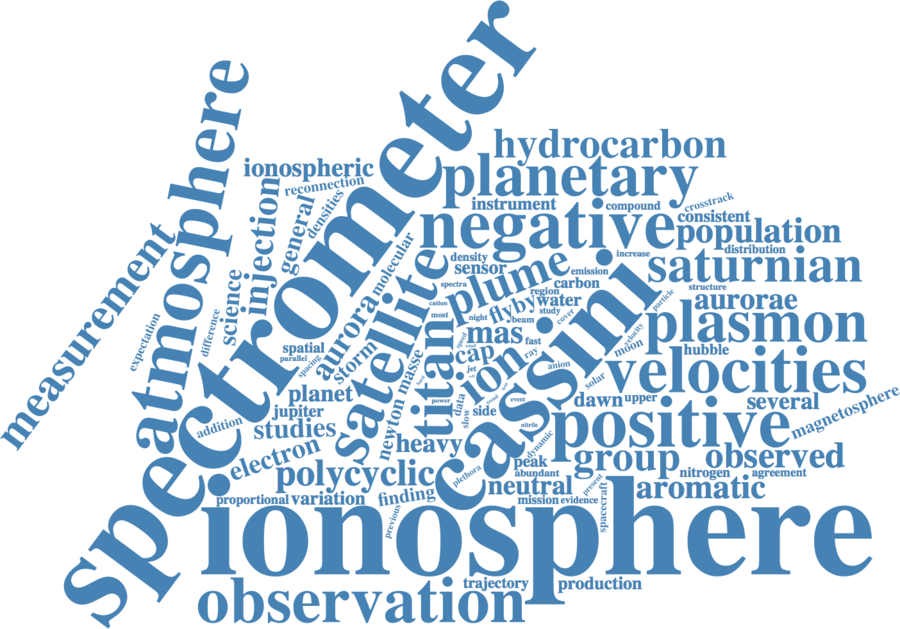 spectrometer
atmosphere
measurement
hydrocarbon
ionospheric
planetary
reconnection
injection
general
densities
instrument
compound
crosstrack
negative
consistent
population
distribution
increase
molecular
density
sensor
spectra
satellite
plume
emission
carbon
region
saturnian
structure
particle
aurorae
expectation
difference
science
aurora
cation
most
flyby
water
night
beam
study
cover
plasmon
velocity
hubble
moon
spatial
parallel
spacing
storm
titan
mas
cap
fast
ray
ion
jet
cassini
anion
solar
velocities
planet
newton
masse
power
data
slow
side
event
dawn
upper
several
magnetosphere
jupiter
addition
studies
nitrile
dynamic
positive
electron
heavy
peak
group
observed
polycyclic
abundant
plethora
nitrogen
agreement
neutral
aromatic
present
proportional
variation
finding
mission
evidence
spacecraft
previous
ionosphere
observation
trajectory
production